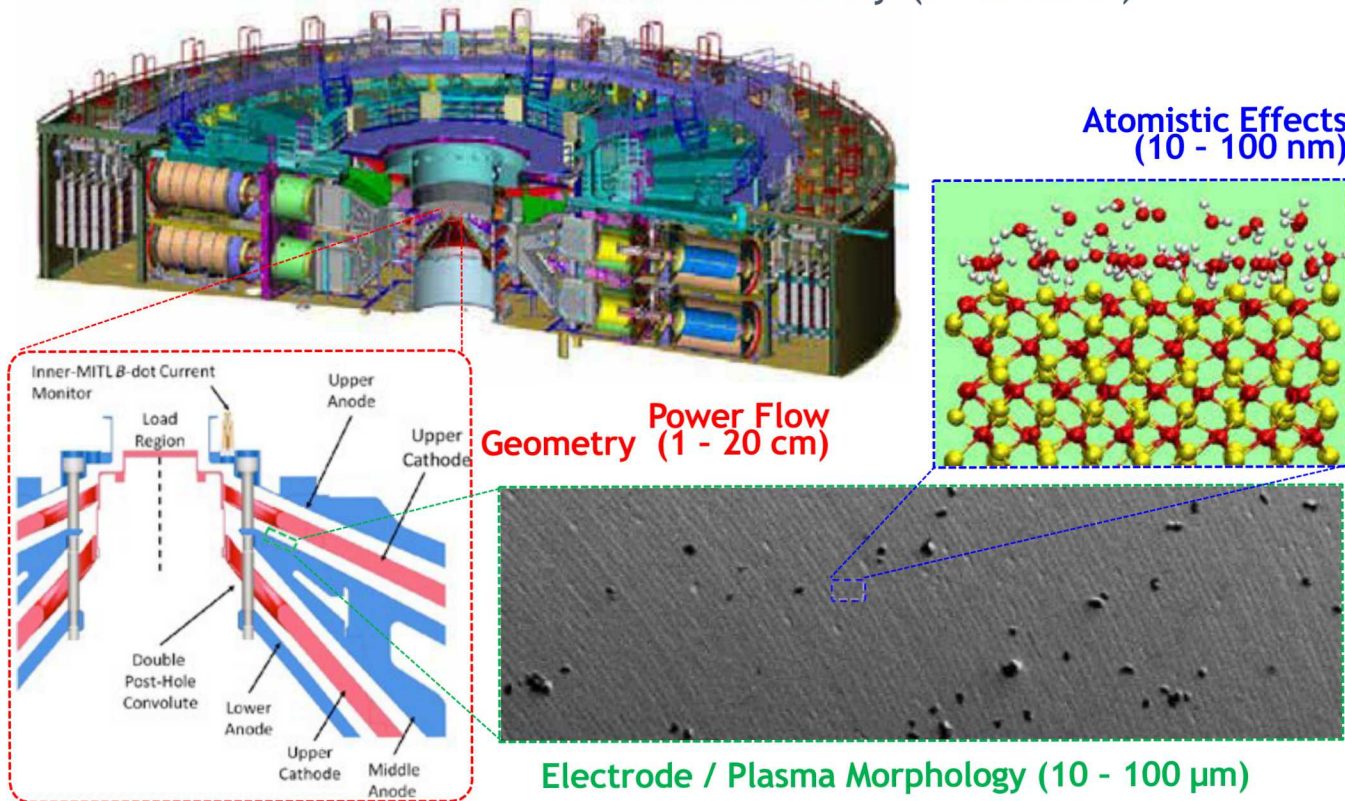 Atomistic Effects
(10 – 100 nm)
Inner-MITL B-dot Current
Monitor
Load
Region
Upper
Anode
Upper
Cathode
Power Flow
Geometry (1 – 20 cm)
Double
Post-Hole
Convolute
Lower
Anode
Upper
Cathode
Middle
Anode
Electrode / Plasma Morphology (10 – 100 µm)